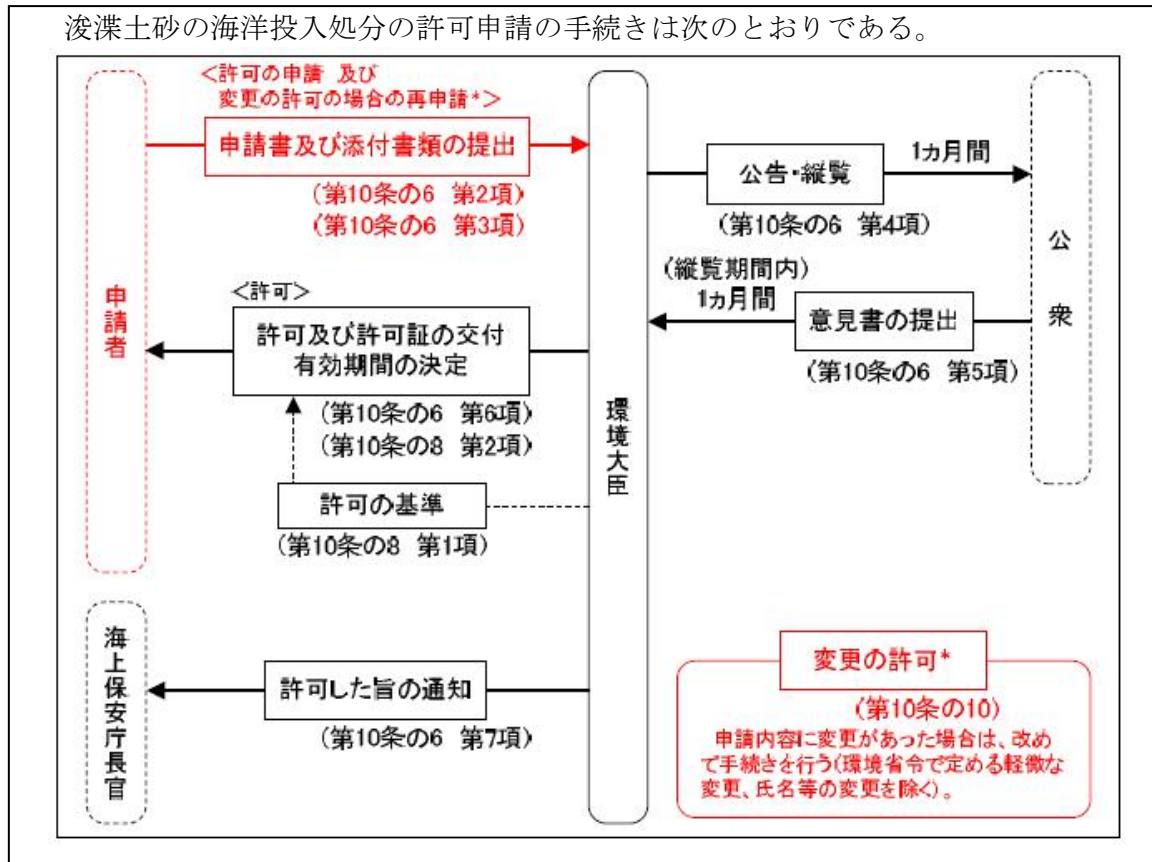 浚渫土砂の海洋投入処分の許可申請の手続きは次のとおりである。
<許可の申請 及び
変更の許可の場合の再申請*>
申請書及び添付書類の提出
(第10条の6 第2項)
(第10条の6 第3項)
公告・縦覧
1カ月間
(第10条の6 第4項)
(縦覧期間内)
1カ月間
意見書の提出
(第10条の6 第5項)
公衆
申請者
<許可>
許可及び許可証の交付
有効期間の決定
(第10条の6 第6項)
(第10条の8 第2項)
許可の基準
(第10条の8 第1項)
環境大臣
海上保安庁長官
許可した旨の通知
(第10条の6 第7項)
変更の許可*
(第10条の10)
申請内容に変更があった場合は、改め
て手続きを行う(環境省令で定める軽微な
変更、氏名等の変更を除く)。